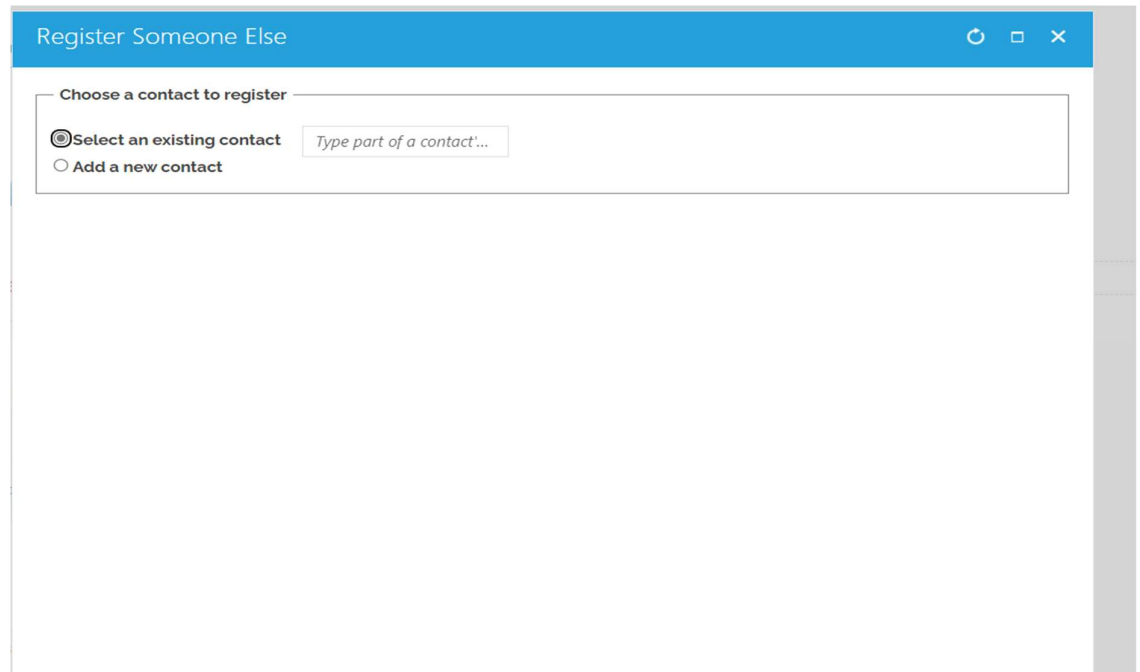 Register Someone Else
Choose a contact to register
Select an existing contact Type part of a contact'...
Add a new contact